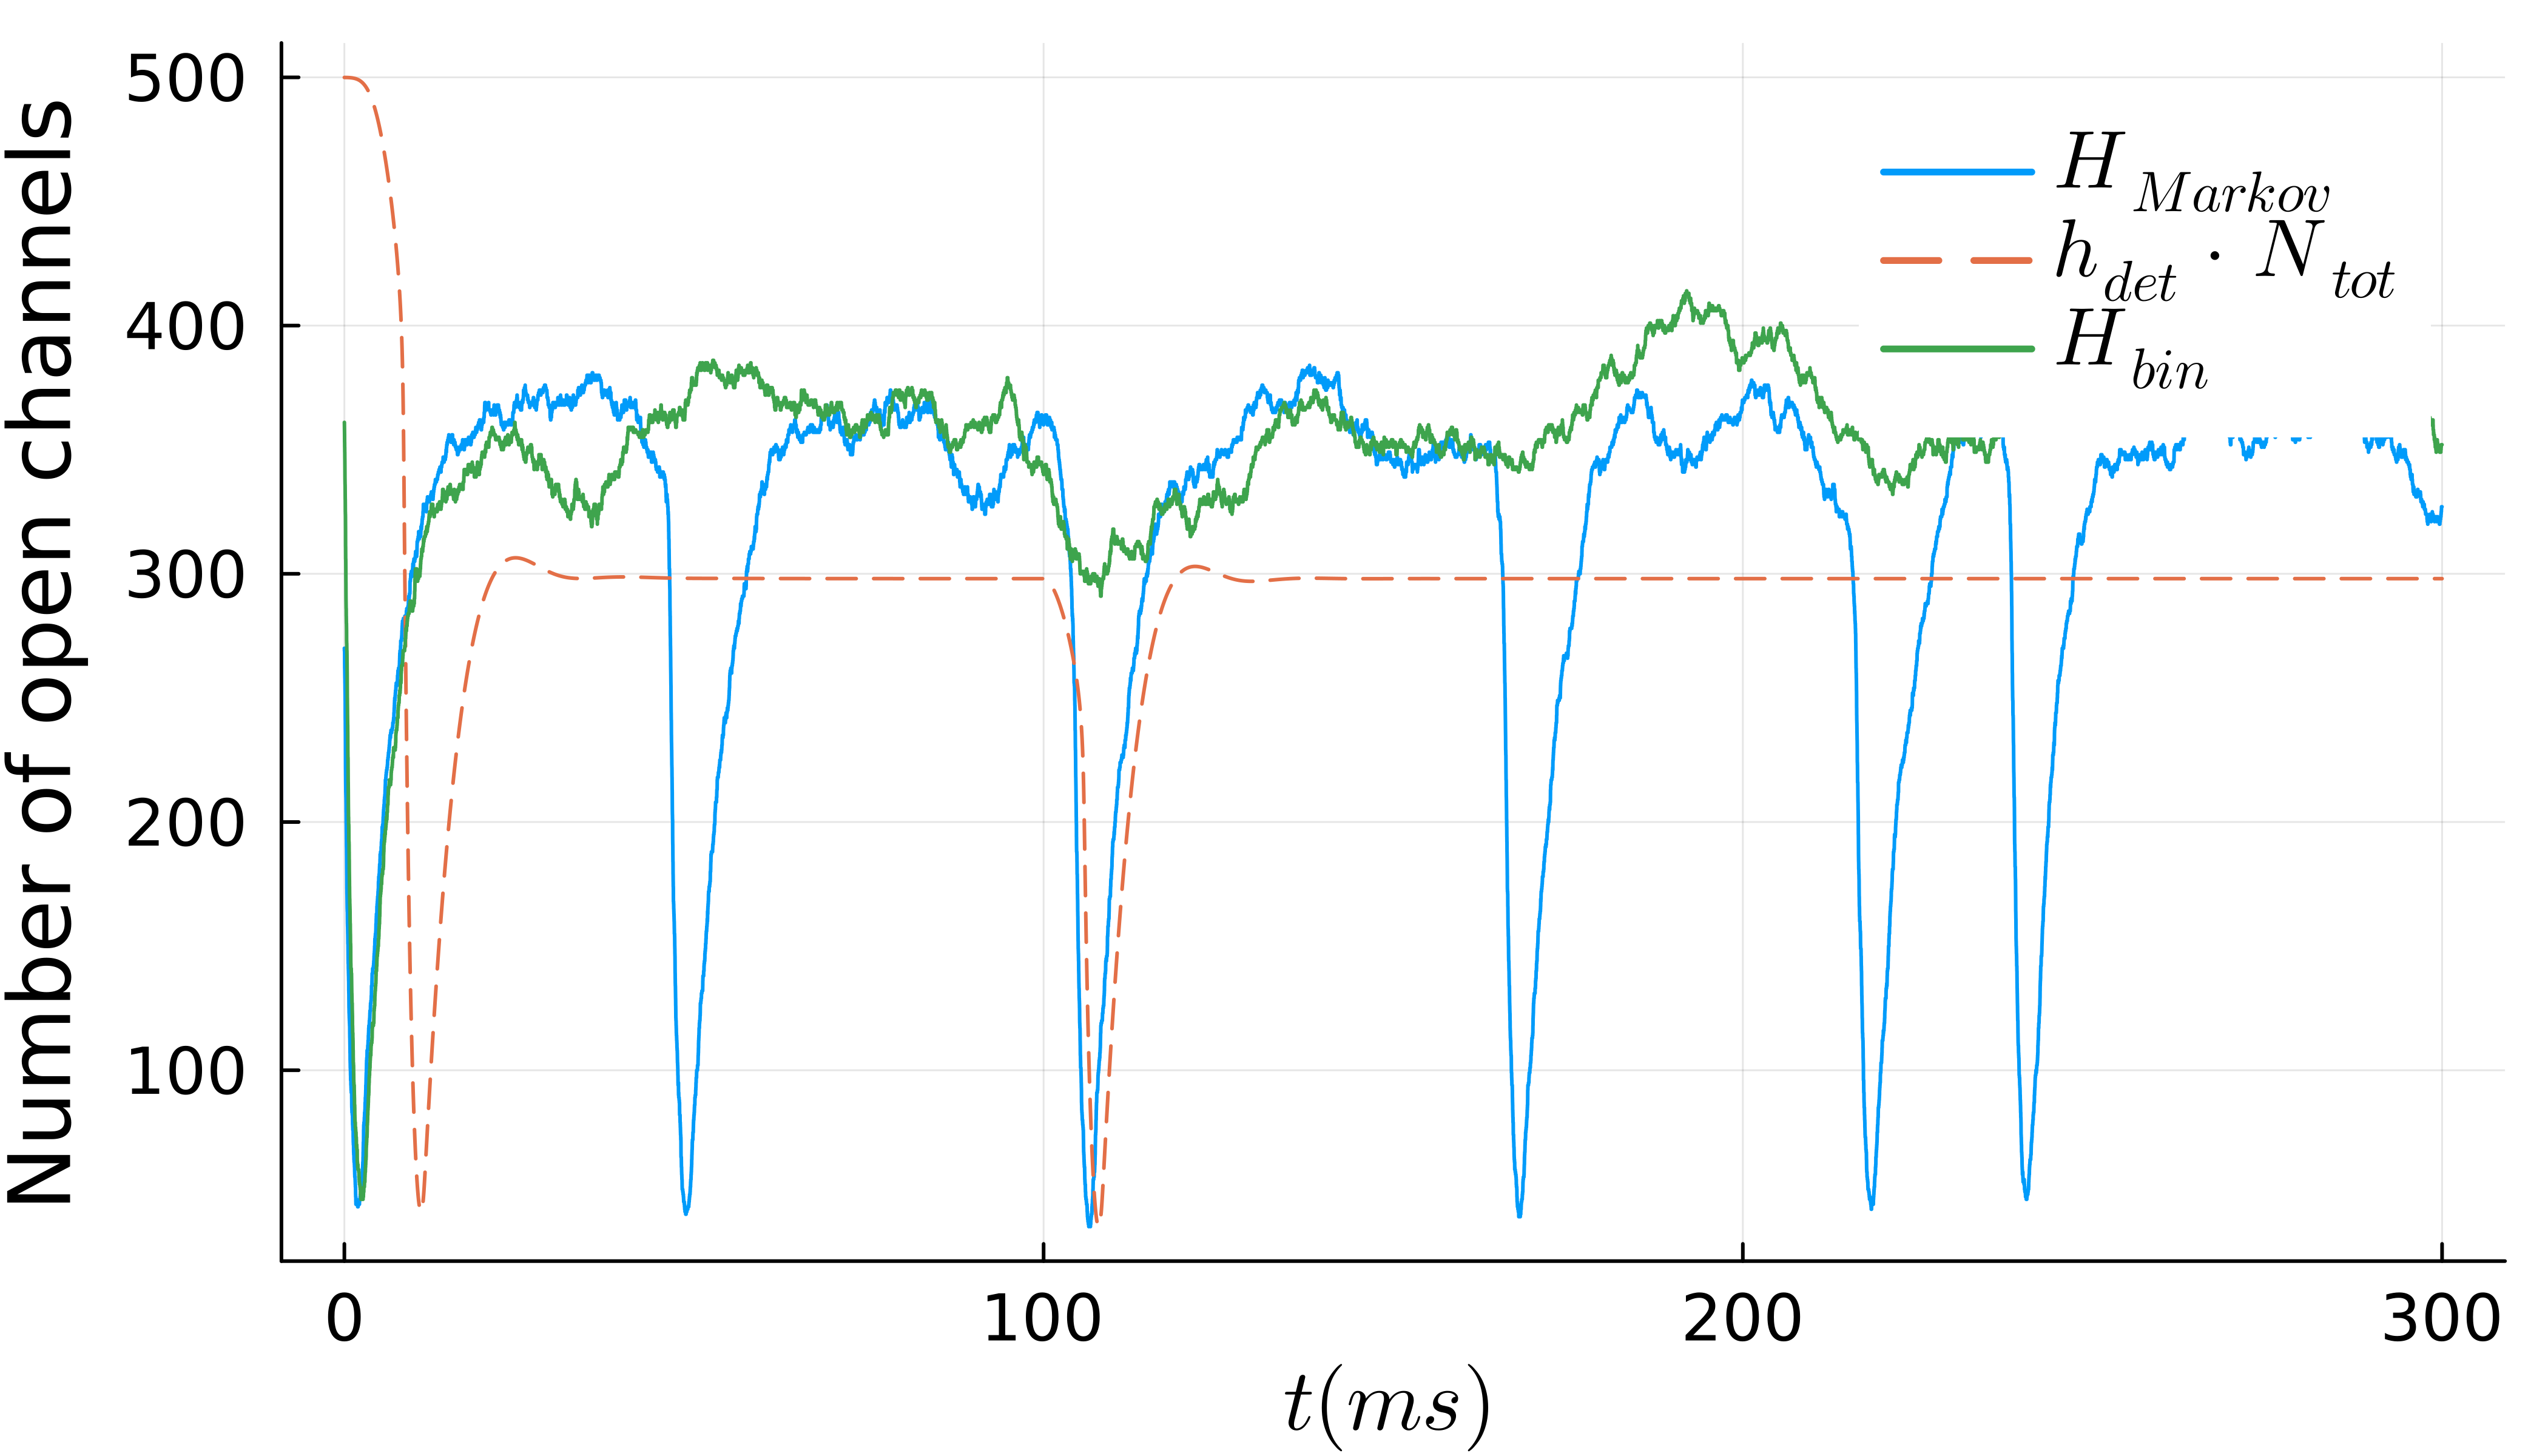 Number of open channels
500
400
300
200
100
0 100 200 300
t(ms)
H Markov
h det · N tot
H bin